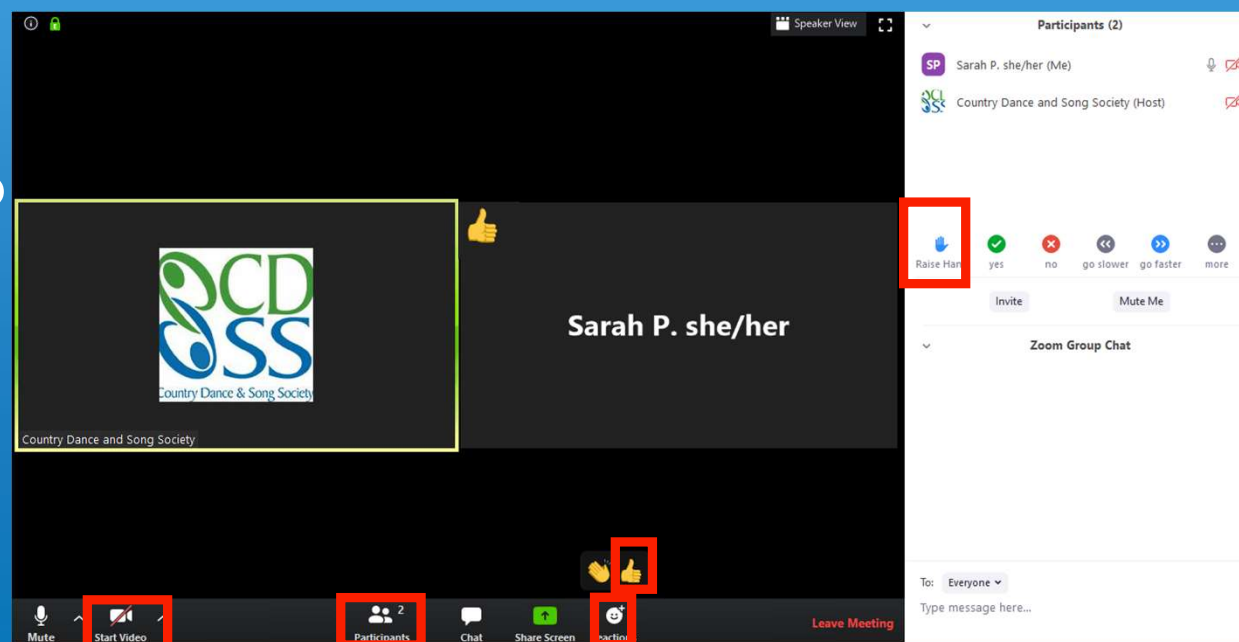 Speaker View
Participants (2)
SP
Sarah P. she/her (Me)
Country Dance and Song Society (Host)
CD
SS
Country Dance & Song Society
Country Dance and Song Society
Sarah P. she/her
Raise Han
yes
no
go slower
go faster
more
Invite
Mute Me
Zoom Group Chat
To: Everyone
Type message here...
Mute
Start Video
Participants
2
Chat
Share Screen
eaction
Leave Meeting